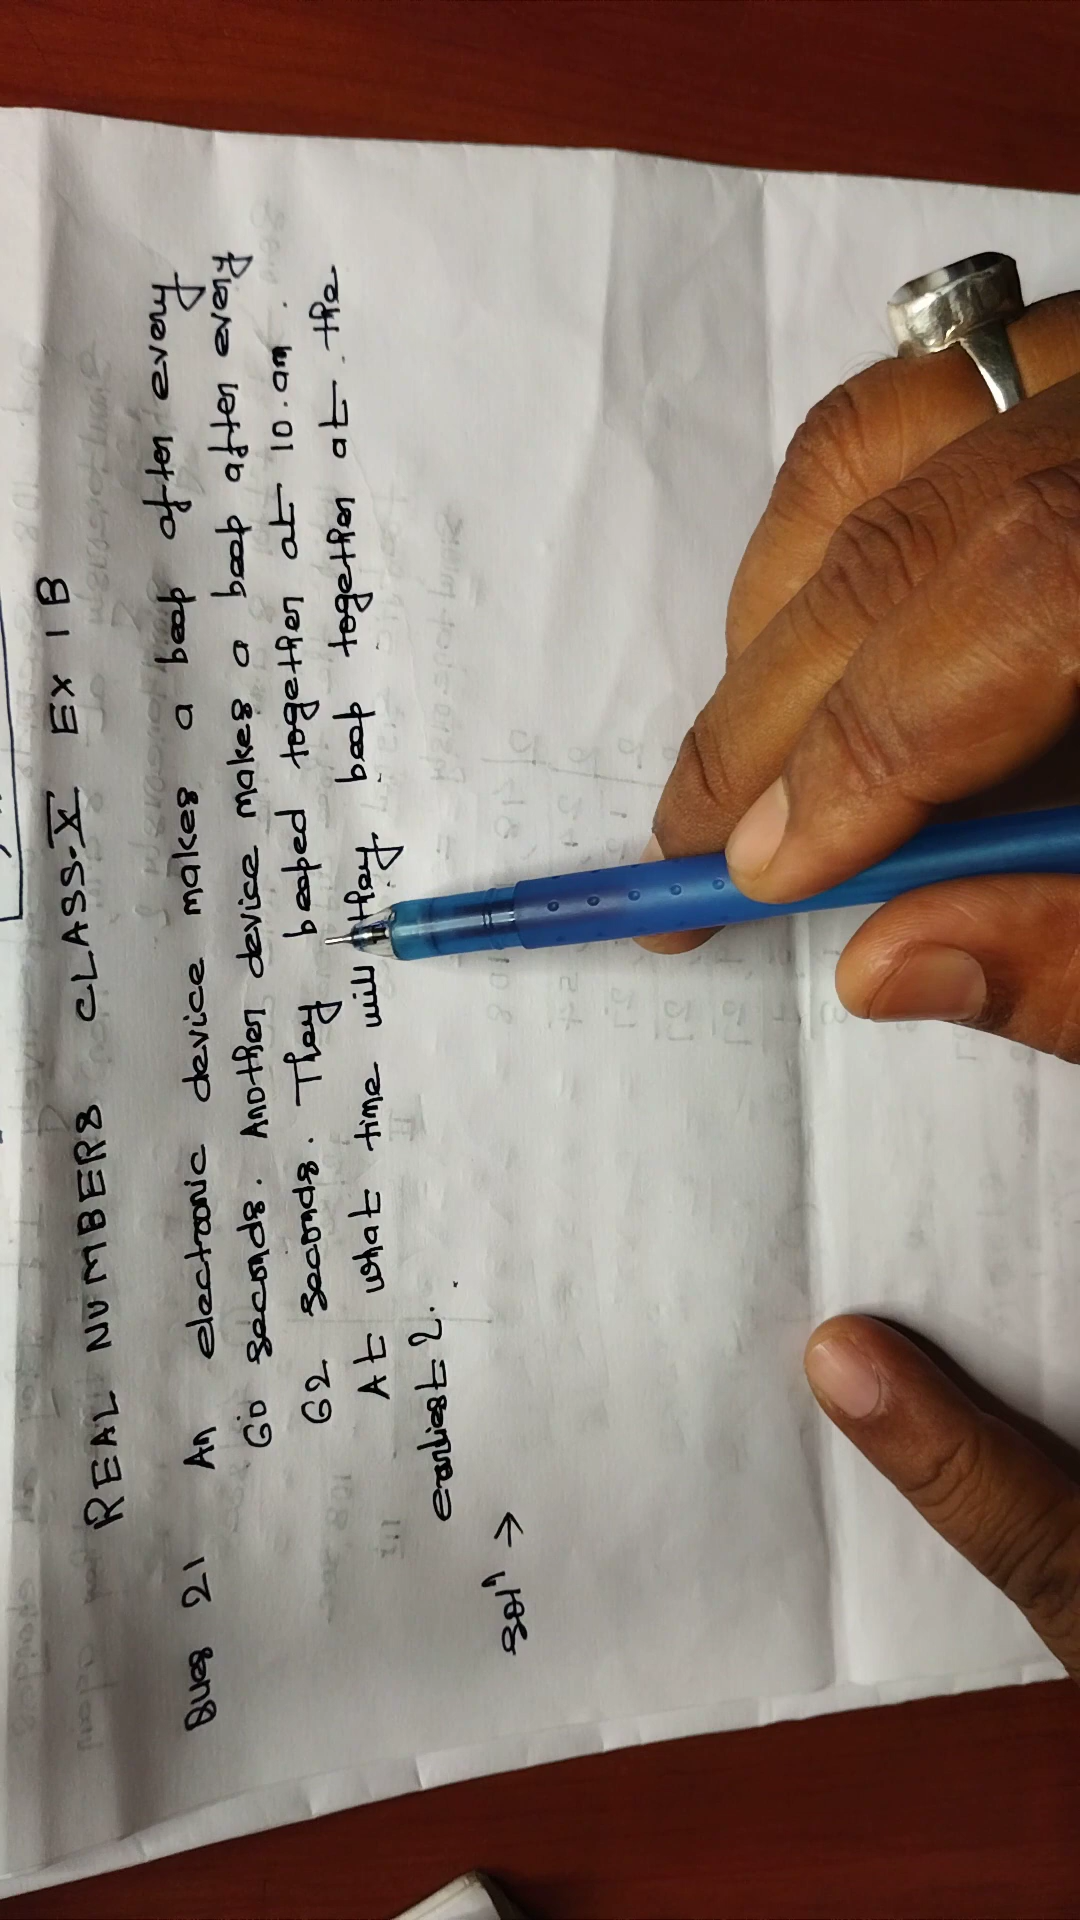 REAL NUMBERS CLASS-X EX 1B
Ques 21 An electronic device makes a beep after every
60 seconds. Another device makes a beep after every
62 seconds. They beeped together at 10.am.
At what time will they beep together at the
earliest?.
Solⁿ →